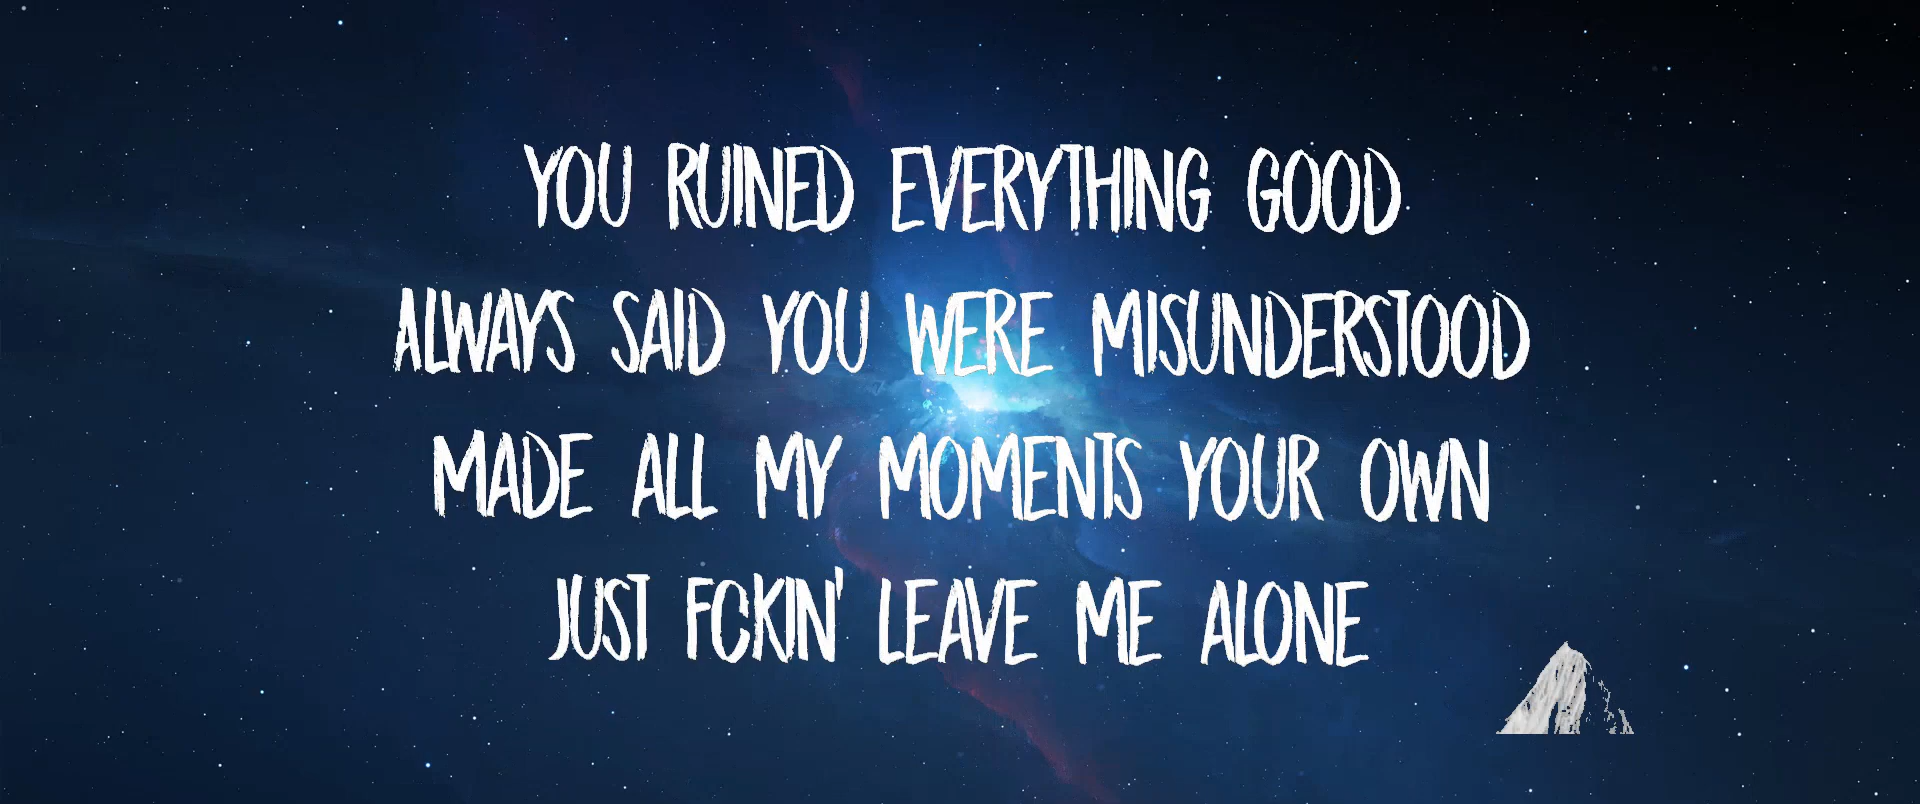 YOU RUINED EVERYTHING GOOD
ALWAYS SAID YOU WERE MISUNDERSTOOD
MADE ALL MY MOMENTS YOUR OWN
JUST FCKIN' LEAVE ME ALONE